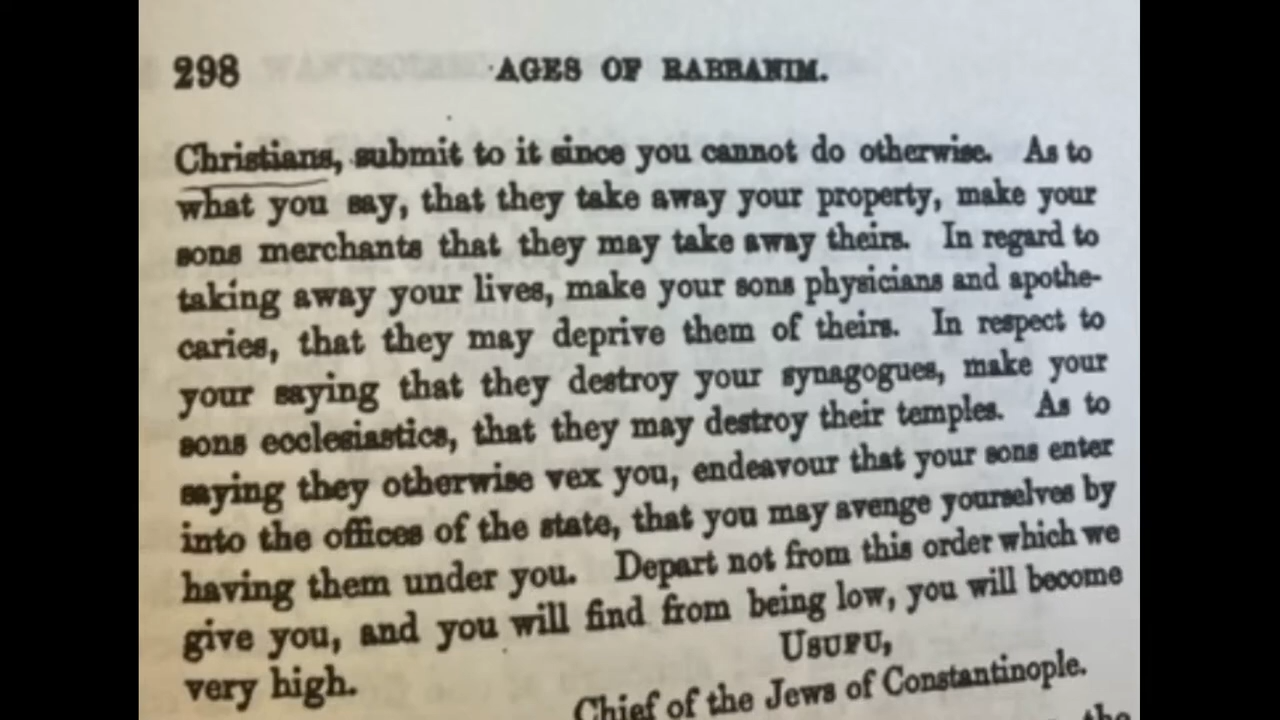 298 AGES OF RABBANIM.
Christians, submit to it since you cannot do otherwise. As to
what you say, that they take away your property, make your
sons merchants that they may take away theirs. In regard to
taking away your lives, make your sons physicians and apothe-
caries, that they may deprive them of theirs. In respect to
your saying that they destroy your synagogues, make your
sons ecclesiastics, that they may destroy their temples. As to
saying they otherwise vex you, endeavour that your sons enter
into the offices of the state, that you may avenge yourselves by
having them under you. Depart not from this order which we
give you, and you will find from being low, you will become
very high.
USUFU,
Chief of the Jews of Constantinople.
the